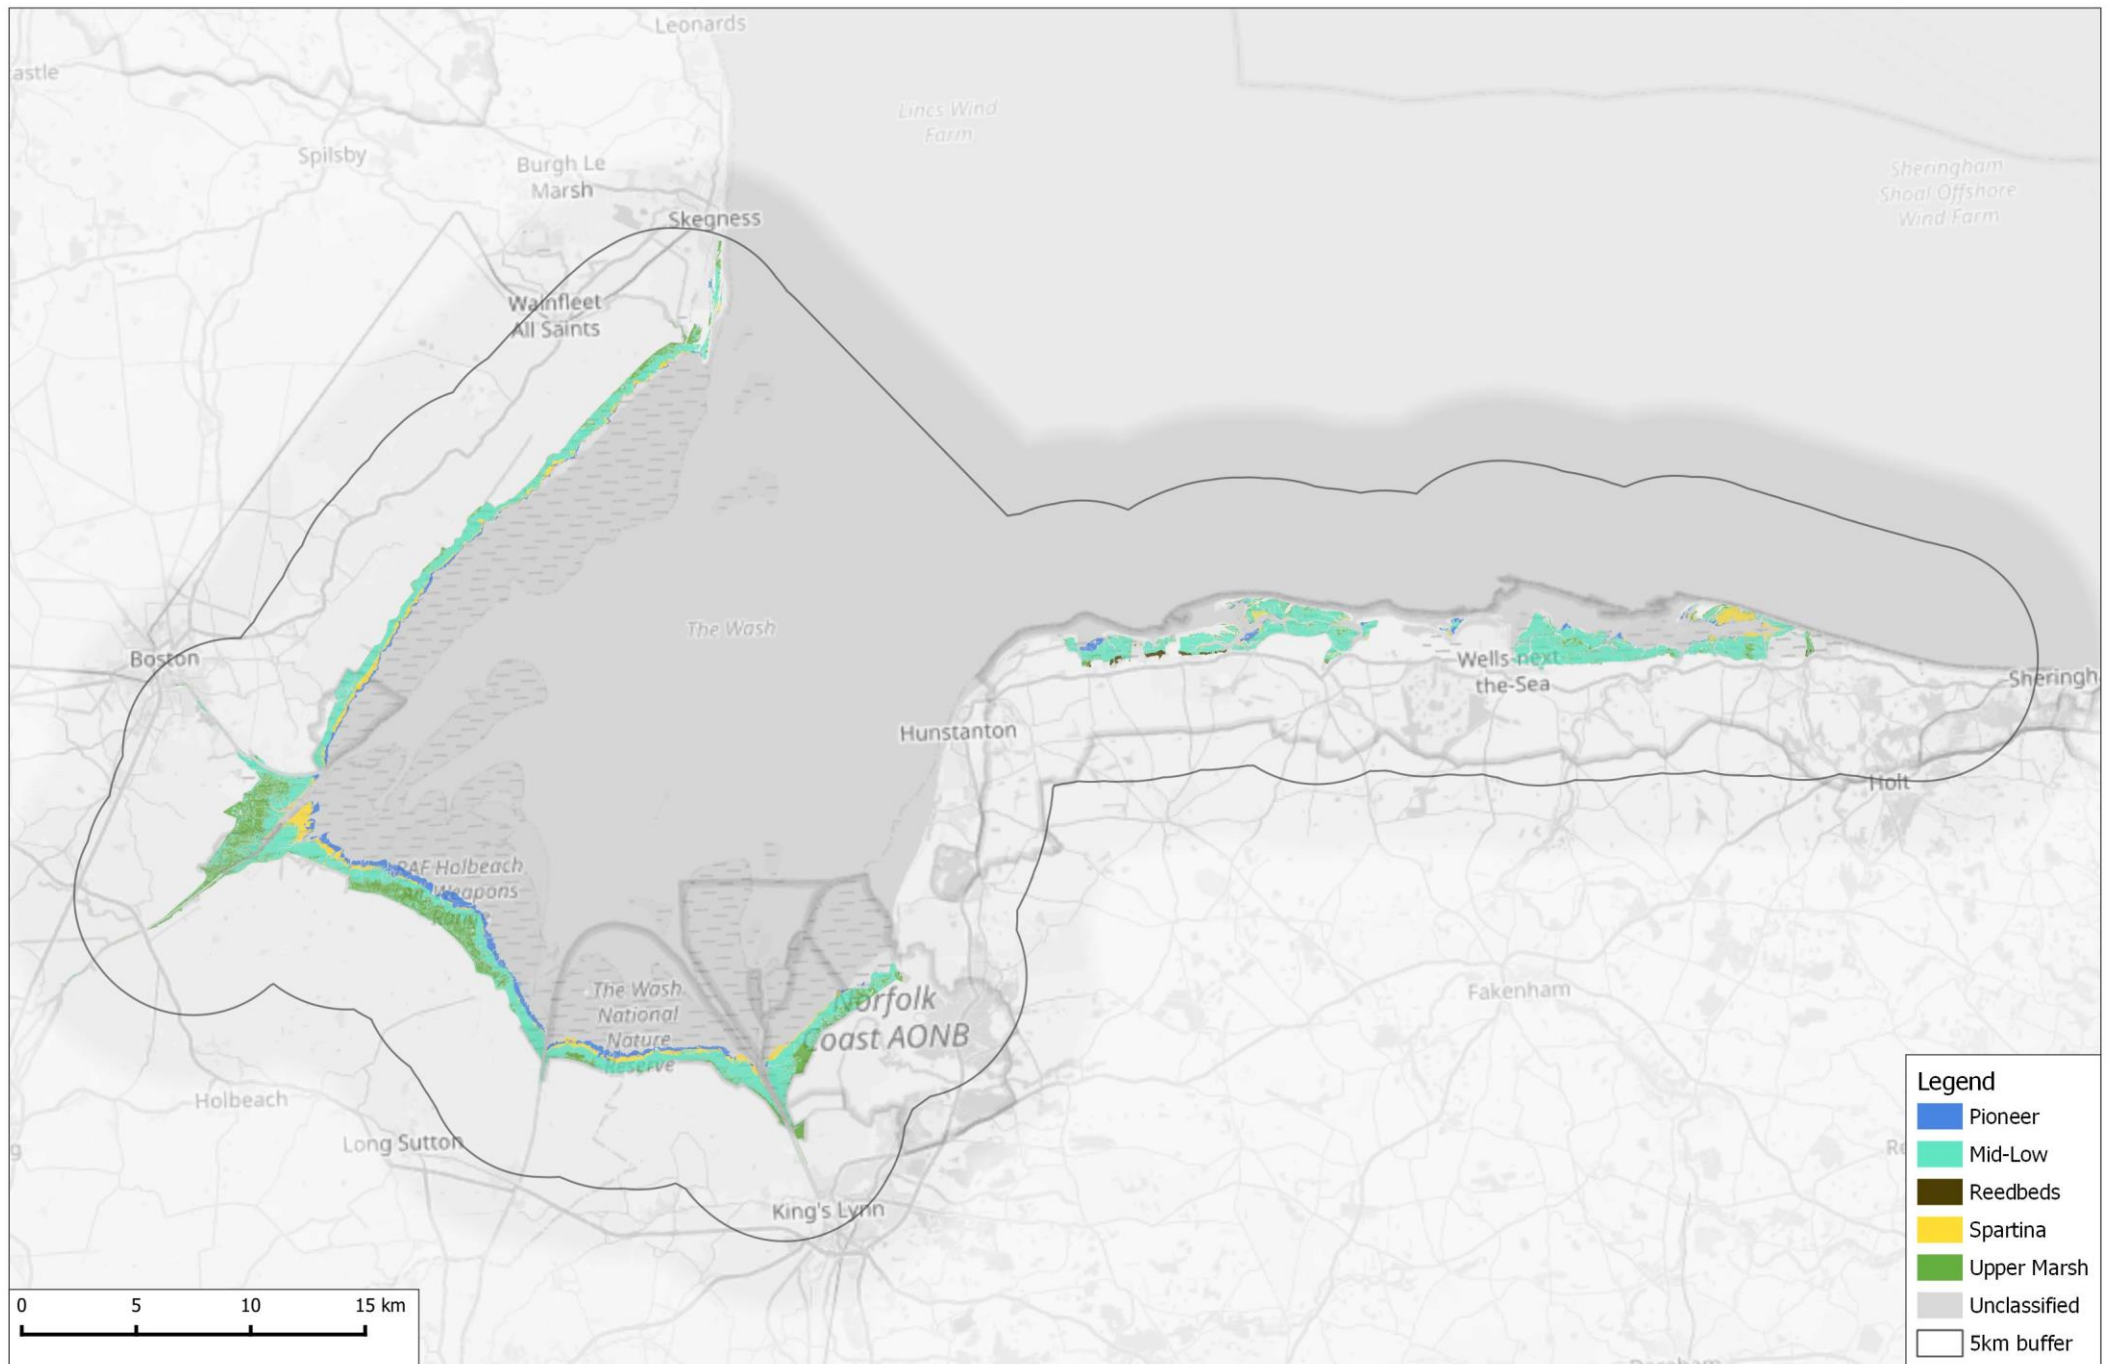 Leonards
astle
Lincs Wind
Farm
Spilsby
Burgh Le
Marsh
Sheringham
Shoal Offshore
Wind Farm
Skegness
Wainfleet
All Saints
The Wash
Boston
Wells-next
the-Sea
Sheringh
Hunstanton
Holt
RAF Holbeach
Weapons
The Wash
National
Nature
Reserve
Norfolk
Coast AONB
Fakenham
Holbeach
Long Sutton
King's Lynn
g
Re
0 5 10 15 km
Legend
Pioneer
Mid-Low
Reedbeds
Spartina
Upper Marsh
Unclassified
5km buffer